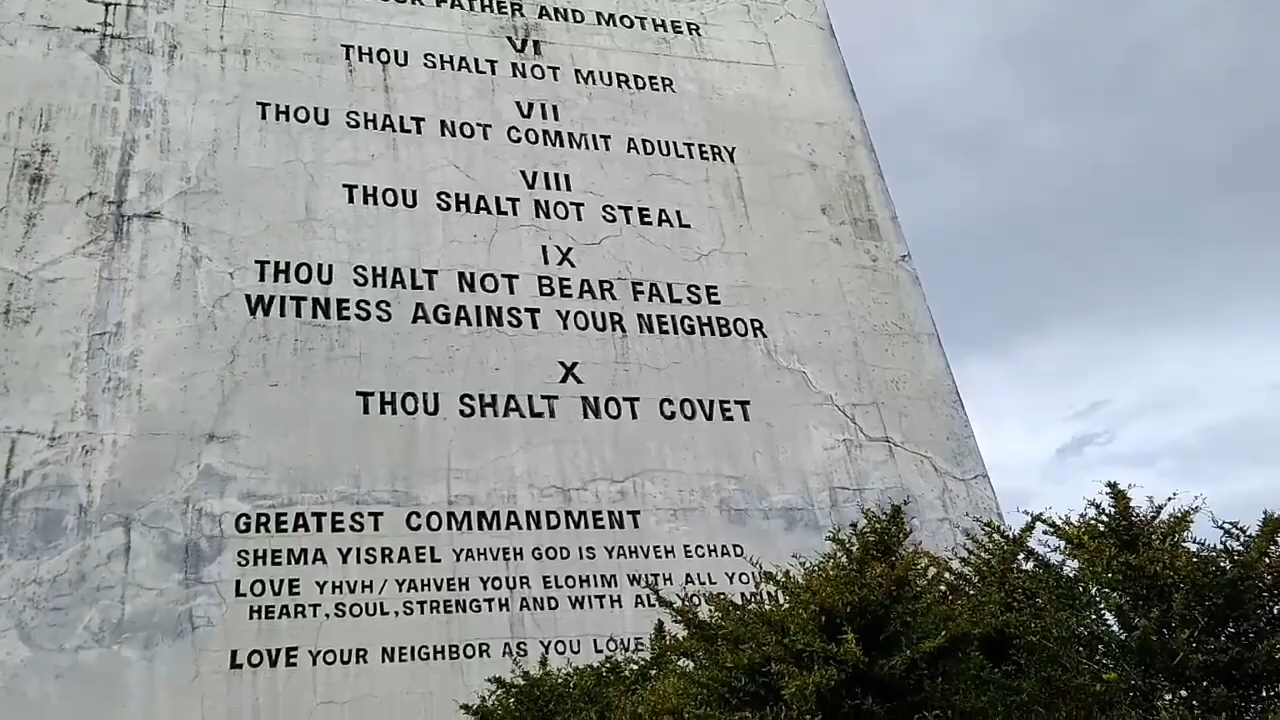 FATHER AND MOTHER
VI
THOU SHALT NOT MURDER
VII
THOU SHALT NOT COMMIT ADULTERY
VIII
THOU SHALT NOT STEAL
IX
THOU SHALT NOT BEAR FALSE
WITNESS AGAINST YOUR NEIGHBOR
X
THOU SHALT NOT COVET
GREATEST COMMANDMENT
SHEMA YISRAEL YAHVEH GOD IS YAHVEH ECHAD
LOVE YHVH/YAHVEH YOUR ELOHIM WITH ALL YOUR
HEART, SOUL, STRENGTH AND WITH ALL YOUR MIN
LOVE YOUR NEIGHBOR AS YOU LOVE